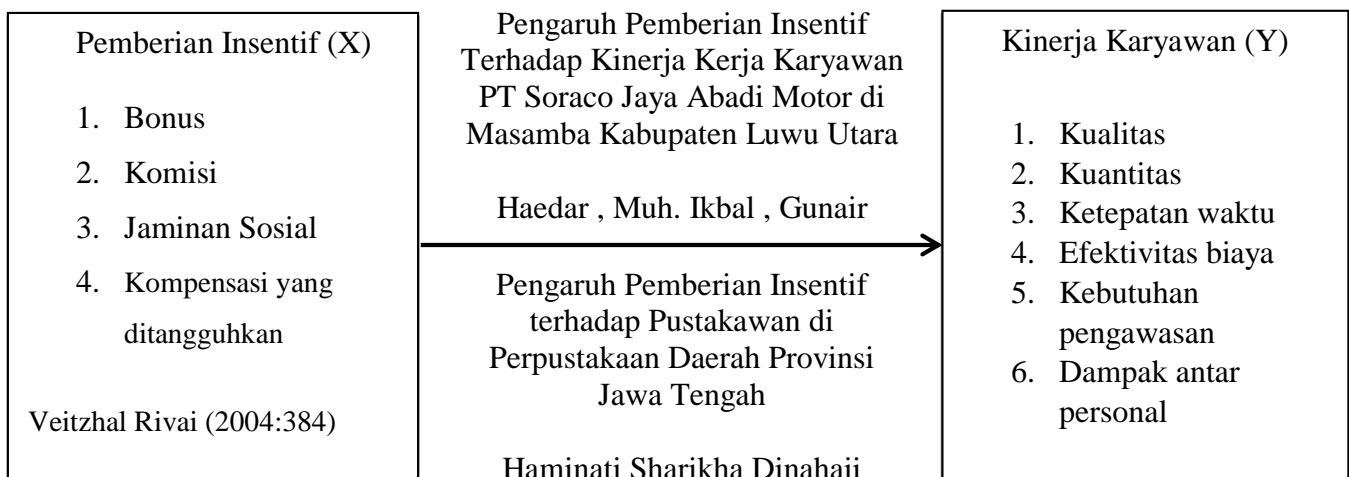 Pemberian Insentif (X)
1. Bonus
2. Komisi
3. Jaminan Sosial
4. Kompensasi yang
ditangguhkan
Veitzhal Rivai (2004:384)
Pengaruh Pemberian Insentif
Terhadap Kinerja Kerja Karyawan
PT Soraco Jaya Abadi Motor di
Masamba Kabupaten Luwu Utara
Haedar , Muh. Ikbal , Gunair
Pengaruh Pemberian Insentif
terhadap Pustakawan di
Perpustakaan Daerah Provinsi
Jawa Tengah
Haminati Sharikha Dinahaji
Kinerja Karyawan (Y)
1. Kualitas
2. Kuantitas
3. Ketepatan waktu
4. Efektivitas biaya
5. Kebutuhan
pengawasan
6. Dampak antar
personal